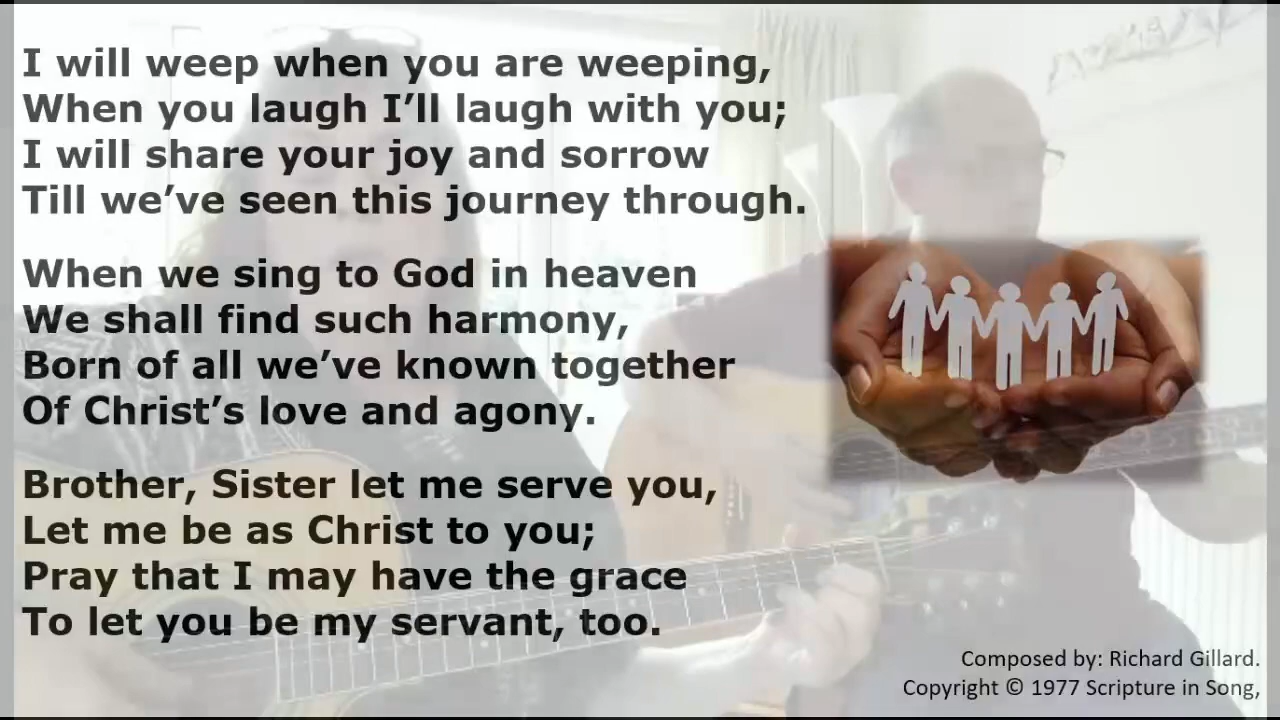 I will weep when you are weeping,
When you laugh I’ll laugh with you;
I will share your joy and sorrow
Till we’ve seen this journey through.
When we sing to God in heaven
We shall find such harmony,
Born of all we’ve known together
Of Christ’s love and agony.
Brother, Sister let me serve you,
Let me be as Christ to you;
Pray that I may have the grace
To let you be my servant, too.
Composed by: Richard Gillard.
Copyright © 1977 Scripture in Song,